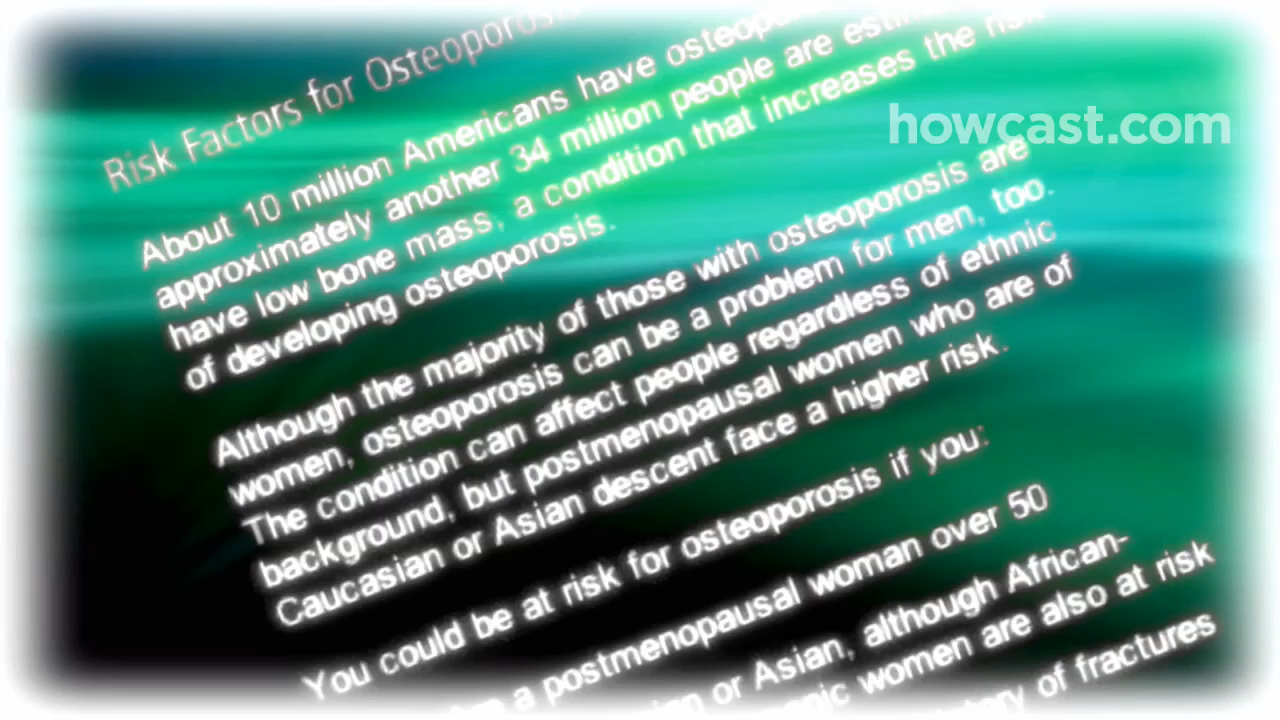 Risk Factors for Osteoporosis
howcast.com
About 10 million Americans have
approximately another 34 million people are
have low bone mass, a condition that increases the risk
of developing osteoporosis.
Although the majority of those with osteoporosis are
women, osteoporosis can be a problem for men, too.
The condition can affect people regardless of ethnic
background, but postmenopausal women who are of
Caucasian or Asian descent face a higher risk.
You could be at risk for osteoporosis if you:
a postmenopausal woman over 50
or Asian, although African-
women are also at risk
of fractures